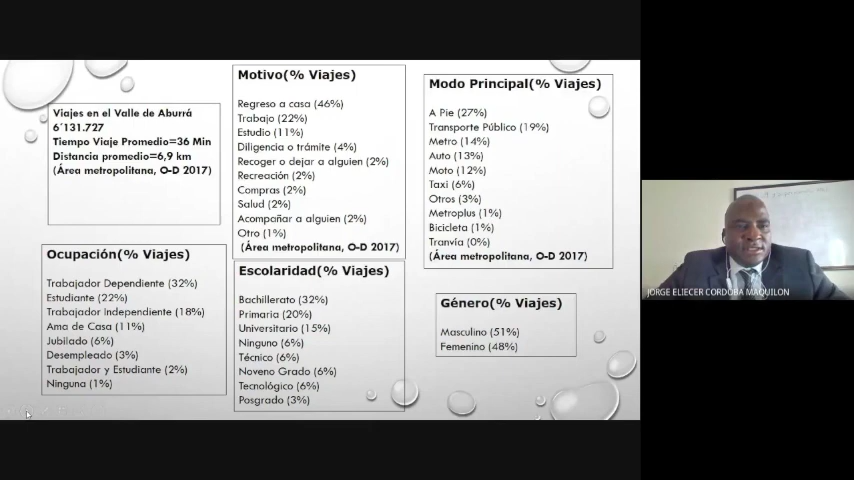 Viajes en el Valle de Aburrá
6´131.727
Tiempo Viaje Promedio=36 Min
Distancia promedio=6,9 km
(Área metropolitana, O-D 2017)
Motivo(% Viajes)
Regreso a casa (46%)
Trabajo (22%)
Estudio (11%)
Diligencia o trámite (4%)
Recoger o dejar a alguien (2%)
Recreación (2%)
Compras (2%)
Salud (2%)
Acompañar a alguien (2%)
Otro (1%)
(Área metropolitana, O-D 2017)
Modo Principal(% Viajes)
A Pie (27%)
Transporte Público (19%)
Metro (14%)
Auto (13%)
Moto (12%)
Taxi (6%)
Otros (3%)
Metroplus (1%)
Bicicleta (1%)
Tranvía (0%)
(Área metropolitana, O-D 2017)
Ocupación(% Viajes)
Trabajador Dependiente (32%)
Estudiante (22%)
Trabajador Independiente (18%)
Ama de Casa (11%)
Jubilado (6%)
Desempleado (3%)
Trabajador y Estudiante (2%)
Ninguna (1%)
Escolaridad(% Viajes)
Bachillerato (32%)
Primaria (20%)
Universitario (15%)
Ninguno (6%)
Técnico (6%)
Noveno Grado (6%)
Tecnológico (6%)
Posgrado (3%)
Género(% Viajes)
Masculino (51%)
Femenino (48%)
JORGE ELIECER CORDOBA MAQUILON